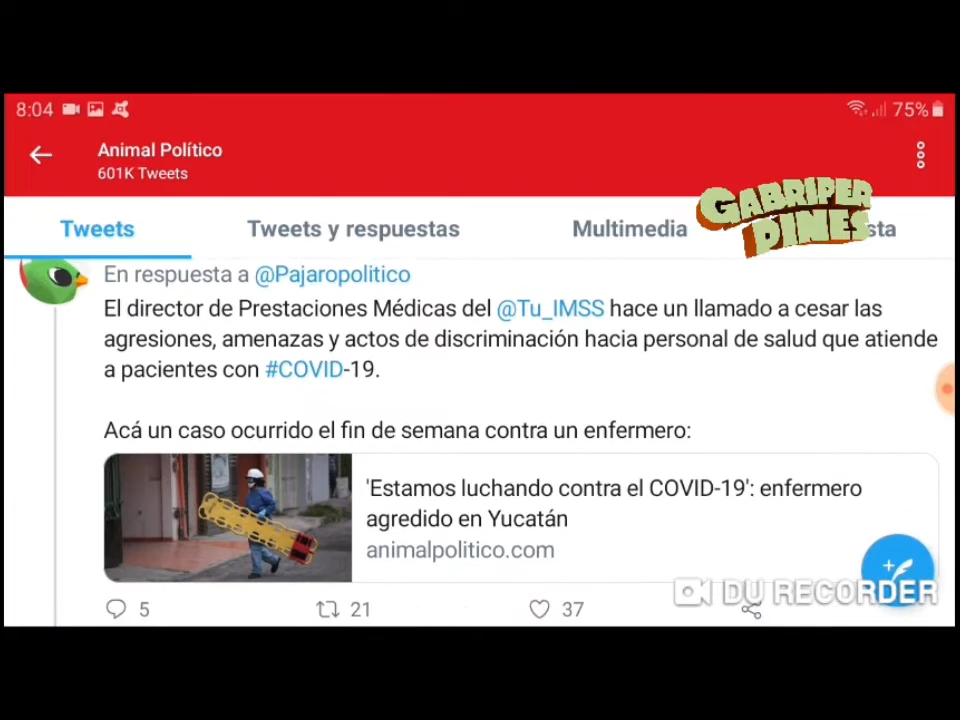 8:04
75%
Animal Político
601K Tweets
Tweets
Tweets y respuestas
Multimedia
GABRIPER
DINES
En respuesta a @Pajaropolitico
El director de Prestaciones Médicas del @Tu_IMSS hace un llamado a cesar las
agresiones, amenazas y actos de discriminación hacia personal de salud que atiende
a pacientes con #COVID-19.
Acá un caso ocurrido el fin de semana contra un enfermero:
'Estamos luchando contra el COVID-19': enfermero
agredido en Yucatán
animalpolitico.com
DU RECORDER
5
21
37